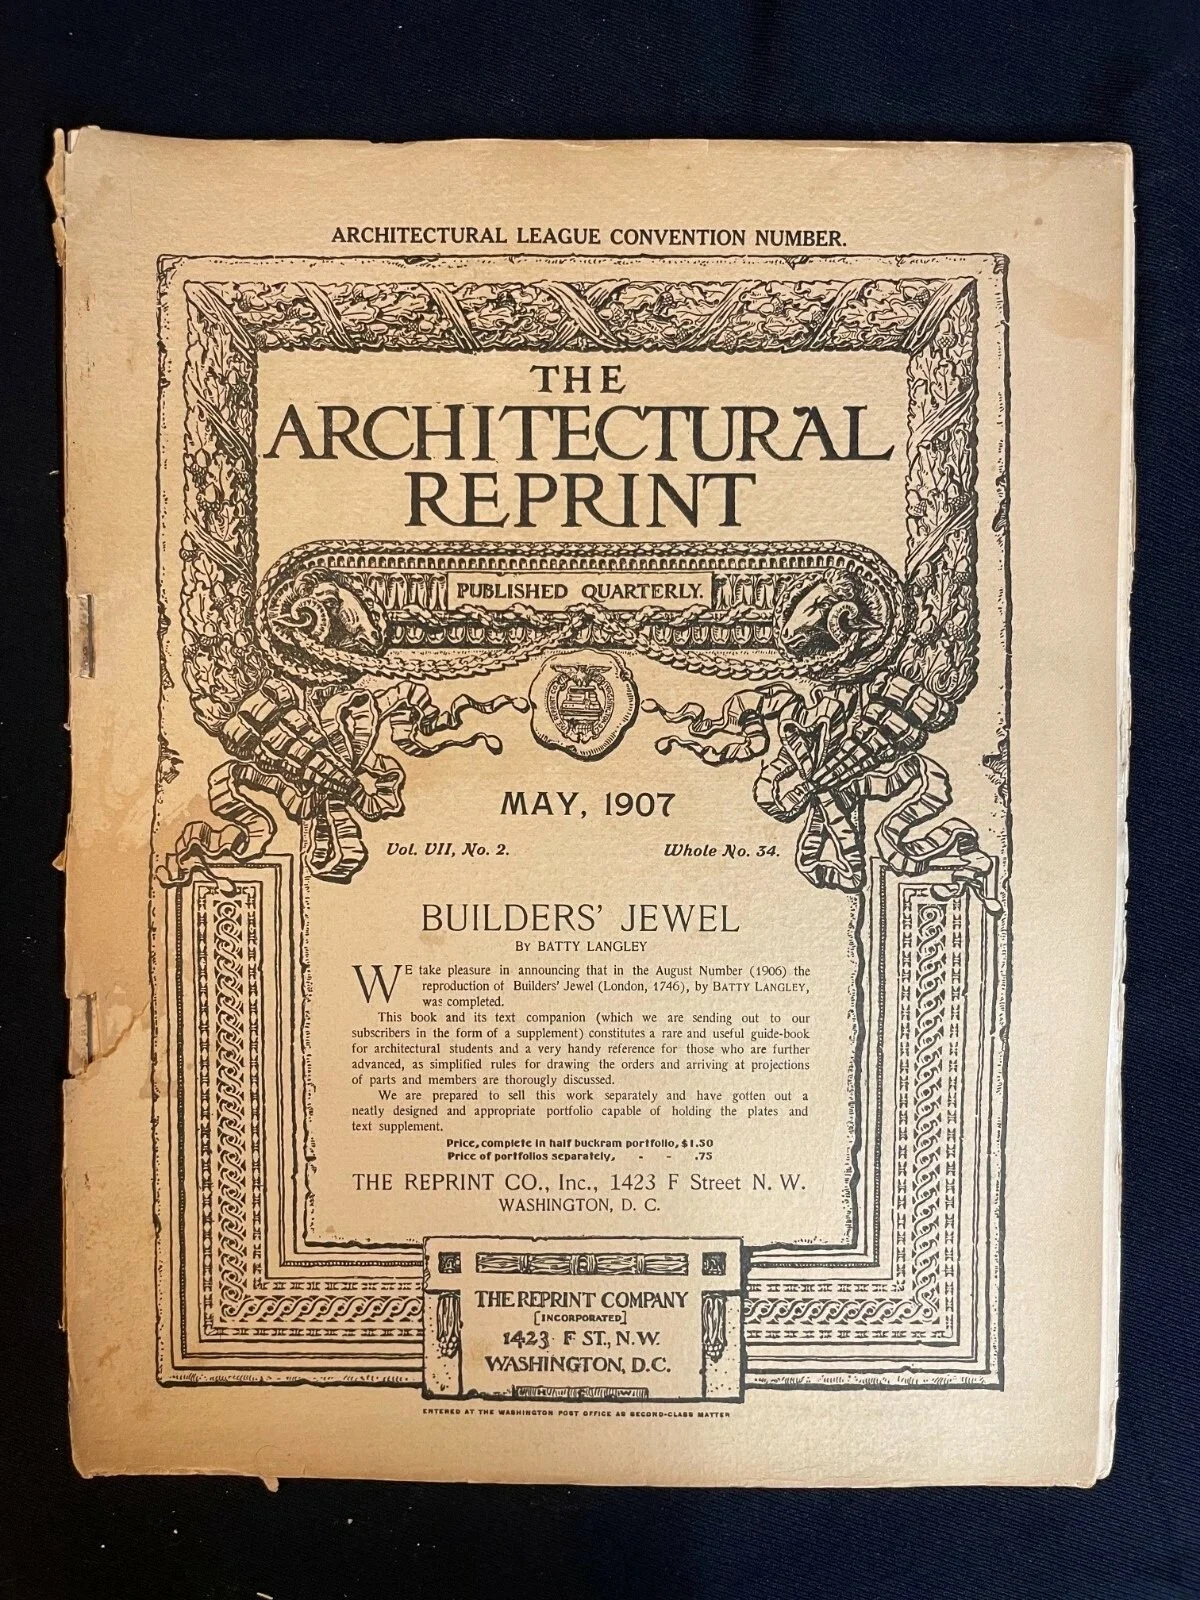 ARCHITECTURAL LEAGUE CONVENTION NUMBER.
THE
ARCHITECTURAL
REPRINT
PUBLISHED QUARTERLY.
MAY, 1907
Vol. VII, No. 2. Whole No. 34.
BUILDERS' JEWEL
BY BATTY LANGLEY
WE take pleasure in announcing that in the August Number (1906) the
reproduction of Builders' Jewel (London, 1746), by BATTY LANGLEY,
was completed.
This book and its text companion (which we are sending out to our
subscribers in the form of a supplement) constitutes a rare and useful guide-book
for architectural students and a very handy reference for those who are further
advanced, as simplified rules for drawing the orders and arriving at projections
of parts and members are thorougly discussed.
We are prepared to sell this work separately and have gotten out a
neatly designed and appropriate portfolio capable of holding the plates and
text supplement.
Price, complete in half buckram portfolio, $1.50
Price of portfolios separately, - - .75
THE REPRINT CO., Inc., 1423 F Street N. W.
WASHINGTON, D. C.
THE REPRINT COMPANY
[INCORPORATED]
1423 F ST., N.W.
WASHINGTON, D.C.
ENTERED AT THE WASHINGTON POST OFFICE AS SECOND-CLASS MATTER